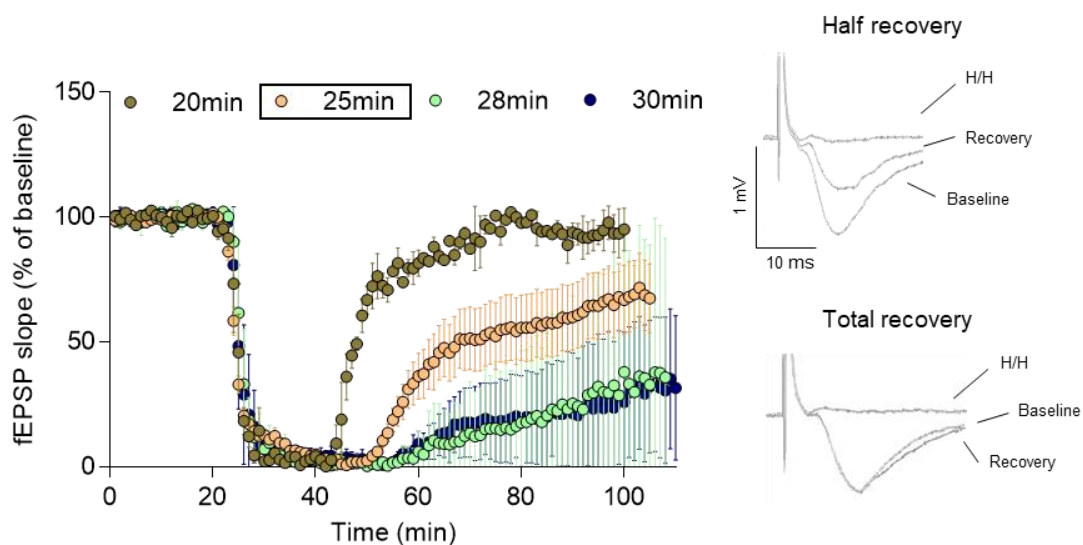 Half recovery
H/H
Recovery
Baseline
1 mV
10 ms
150
20min 25min 28min 30min
100
50
0
fEPSP slope (% of baseline)
0 20 40 60 80 100
Time (min)
Total recovery
H/H
Baseline
Recovery